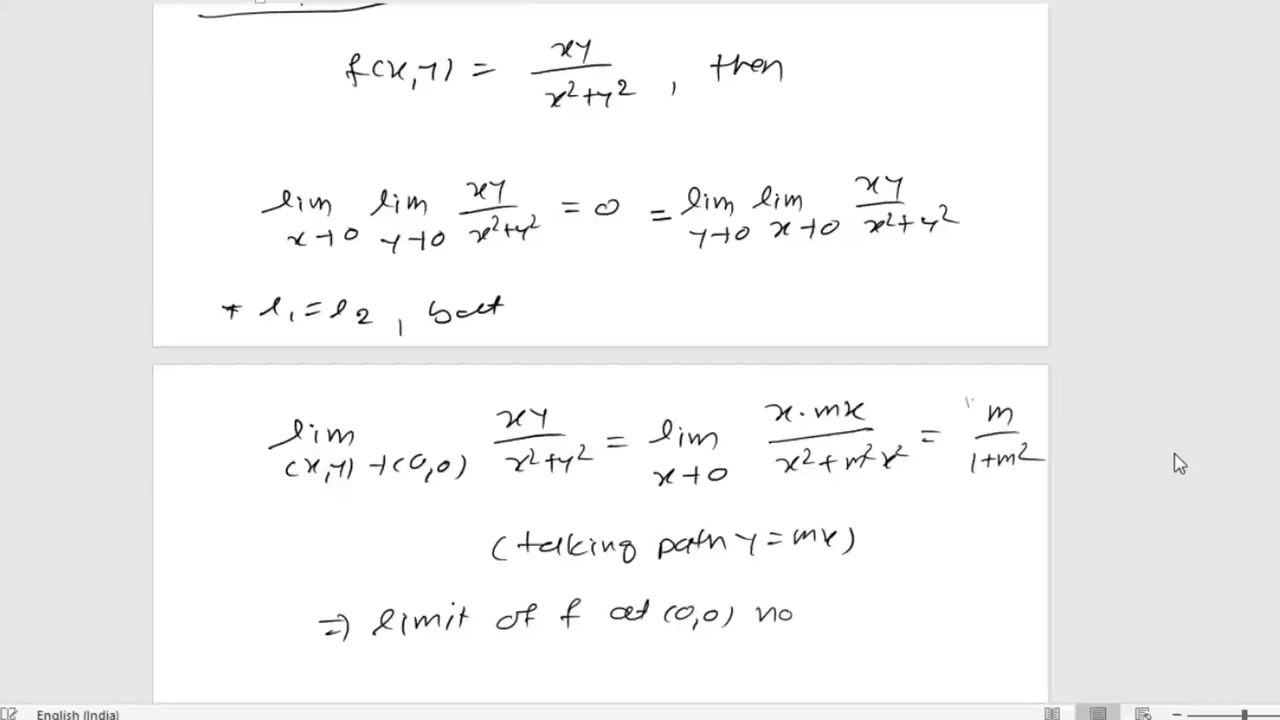 f(x,y) = xy / x²+y² , then
lim x→0 lim y→0 xy / x²+y² = 0 = lim y→0 lim x→0 xy / x²+y²
* l₁ = l₂ , but
lim (x,y)→(0,0) xy / x²+y² = lim x→0 x·mx / x²+m²x² = m / 1+m²
(taking path y=mx)
⇒ limit of f at (0,0) no
English (India)